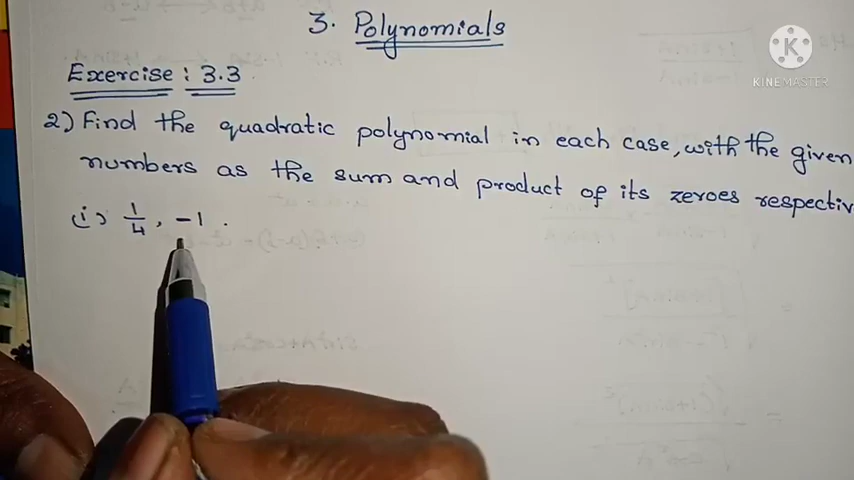 3. Polynomials
KINEMASTER
Exercise : 3.3
2) Find the quadratic polynomial in each case, with the given
numbers as the sum and product of its zeroes respectiv
(i) 1/4, -1.